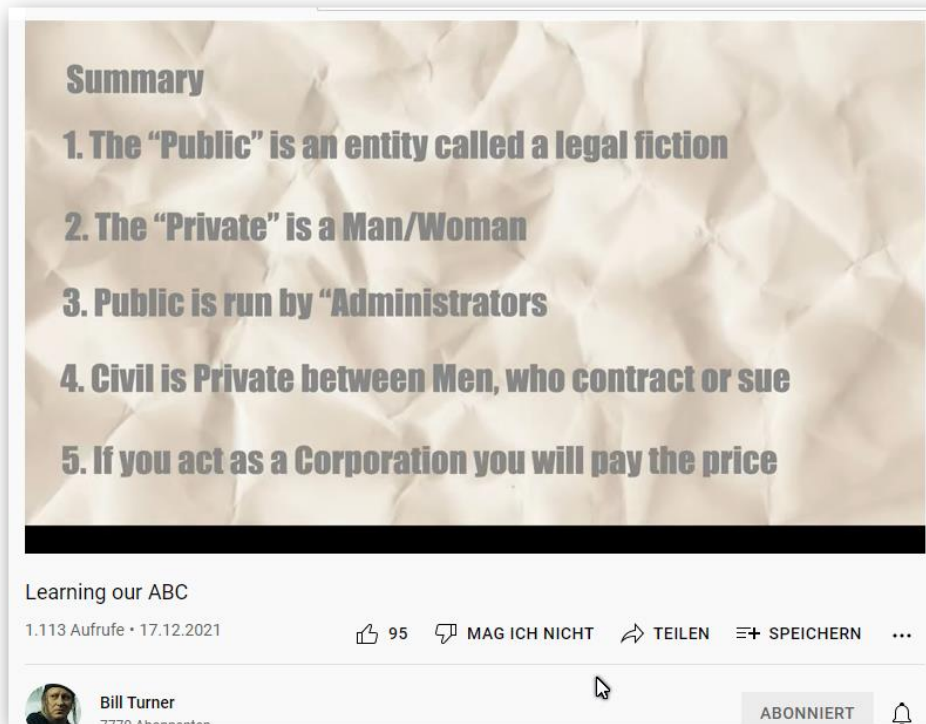 Summary
1. The “Public” is an entity called a legal fiction
2. The “Private” is a Man/Woman
3. Public is run by “Administrators
4. Civil is Private between Men, who contract or sue
5. If you act as a Corporation you will pay the price
Learning our ABC
1.113 Aufrufe • 17.12.2021 95 MAG ICH NICHT TEILEN SPEICHERN ...
Bill Turner
ABONNIERT